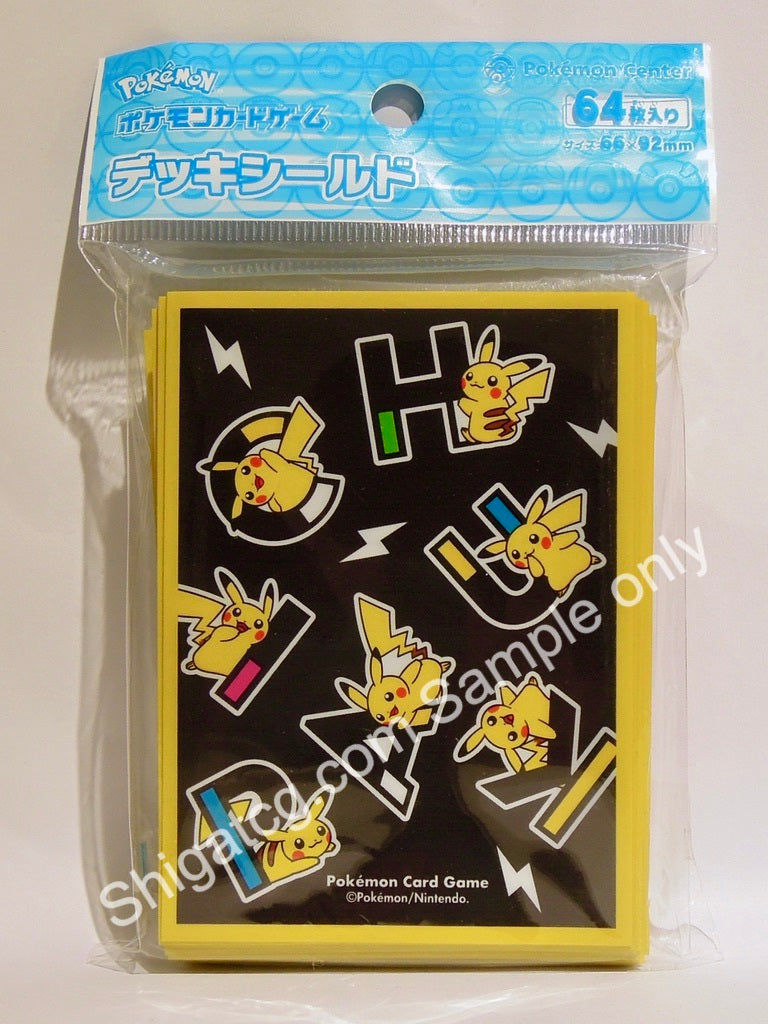 POKéMON
Pokémon Center
ポケモンカードゲーム
64枚入り
サイズ:66×92mm
デッキシールド
H
C
U
I
A
K
P
Pokémon Card Game
©Pokémon/Nintendo.
Shigatcg.com Sample only